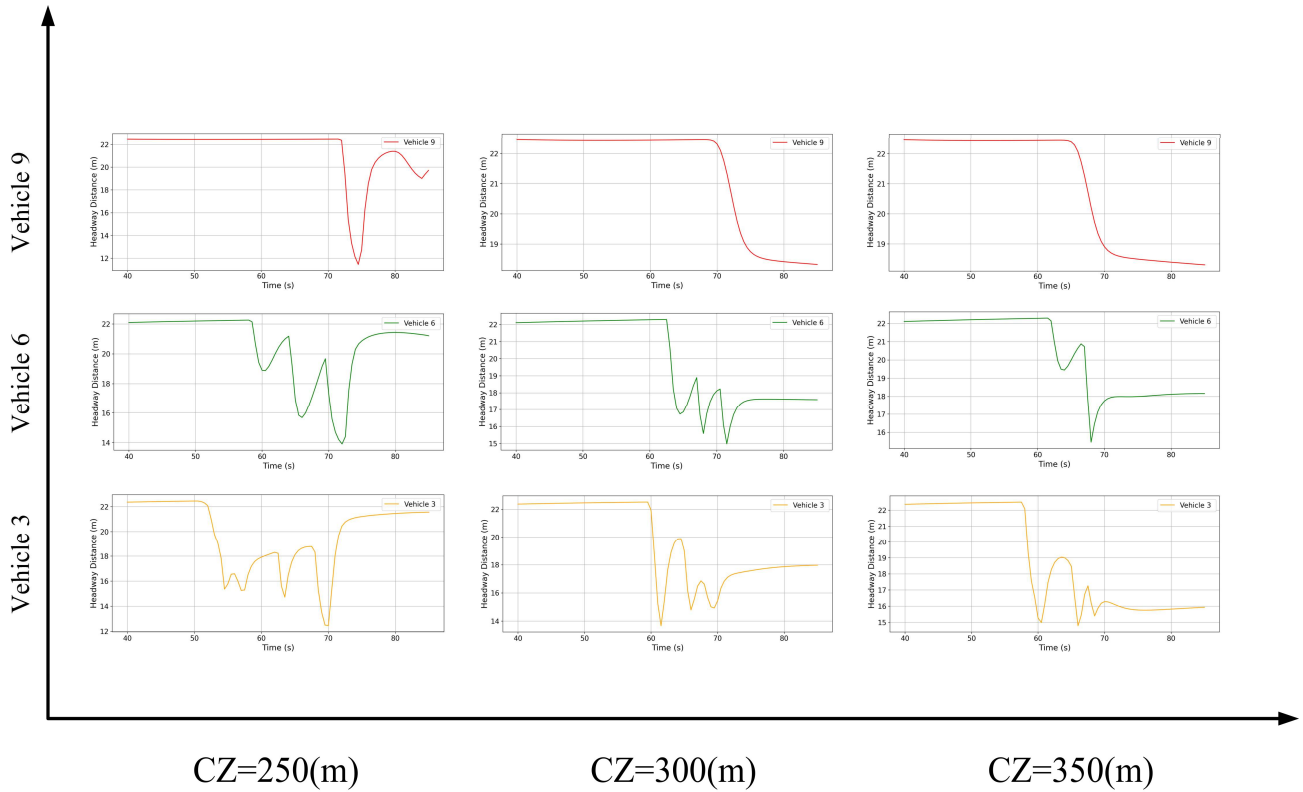 Vehicle 9
22
20
18
16
14
12
Headway Distance (m)
Vehicle 9
40
50
60
70
80
Time (s)
22
21
20
19
Headway Distance (m)
Vehicle 9
40
50
60
70
80
Time (s)
22
21
20
19
Headway Distance (m)
Vehicle 9
40
50
60
70
80
Time (s)
Vehicle 6
22
20
18
16
14
Headway Distance (m)
Vehicle 6
40
50
60
70
80
Time (s)
22
21
20
19
18
17
16
15
Headway Distance (m)
Vehicle 6
40
50
60
70
80
Time (s)
22
21
20
19
18
16
Heacway Distance (m)
Vehicle 6
40
50
60
70
80
Time (s)
Vehicle 3
22
20
18
16
14
12
Headway Distance (m)
Vehicle 3
40
50
60
70
80
Time (s)
22
20
18
16
14
Headway Distance (m)
Vehicle 3
40
50
60
70
80
Time (s)
22
21
20
19
18
17
16
15
Headway Distance (m)
Vehicle 3
40
50
60
70
80
Time (s)
CZ=250(m)
CZ=300(m)
CZ=350(m)